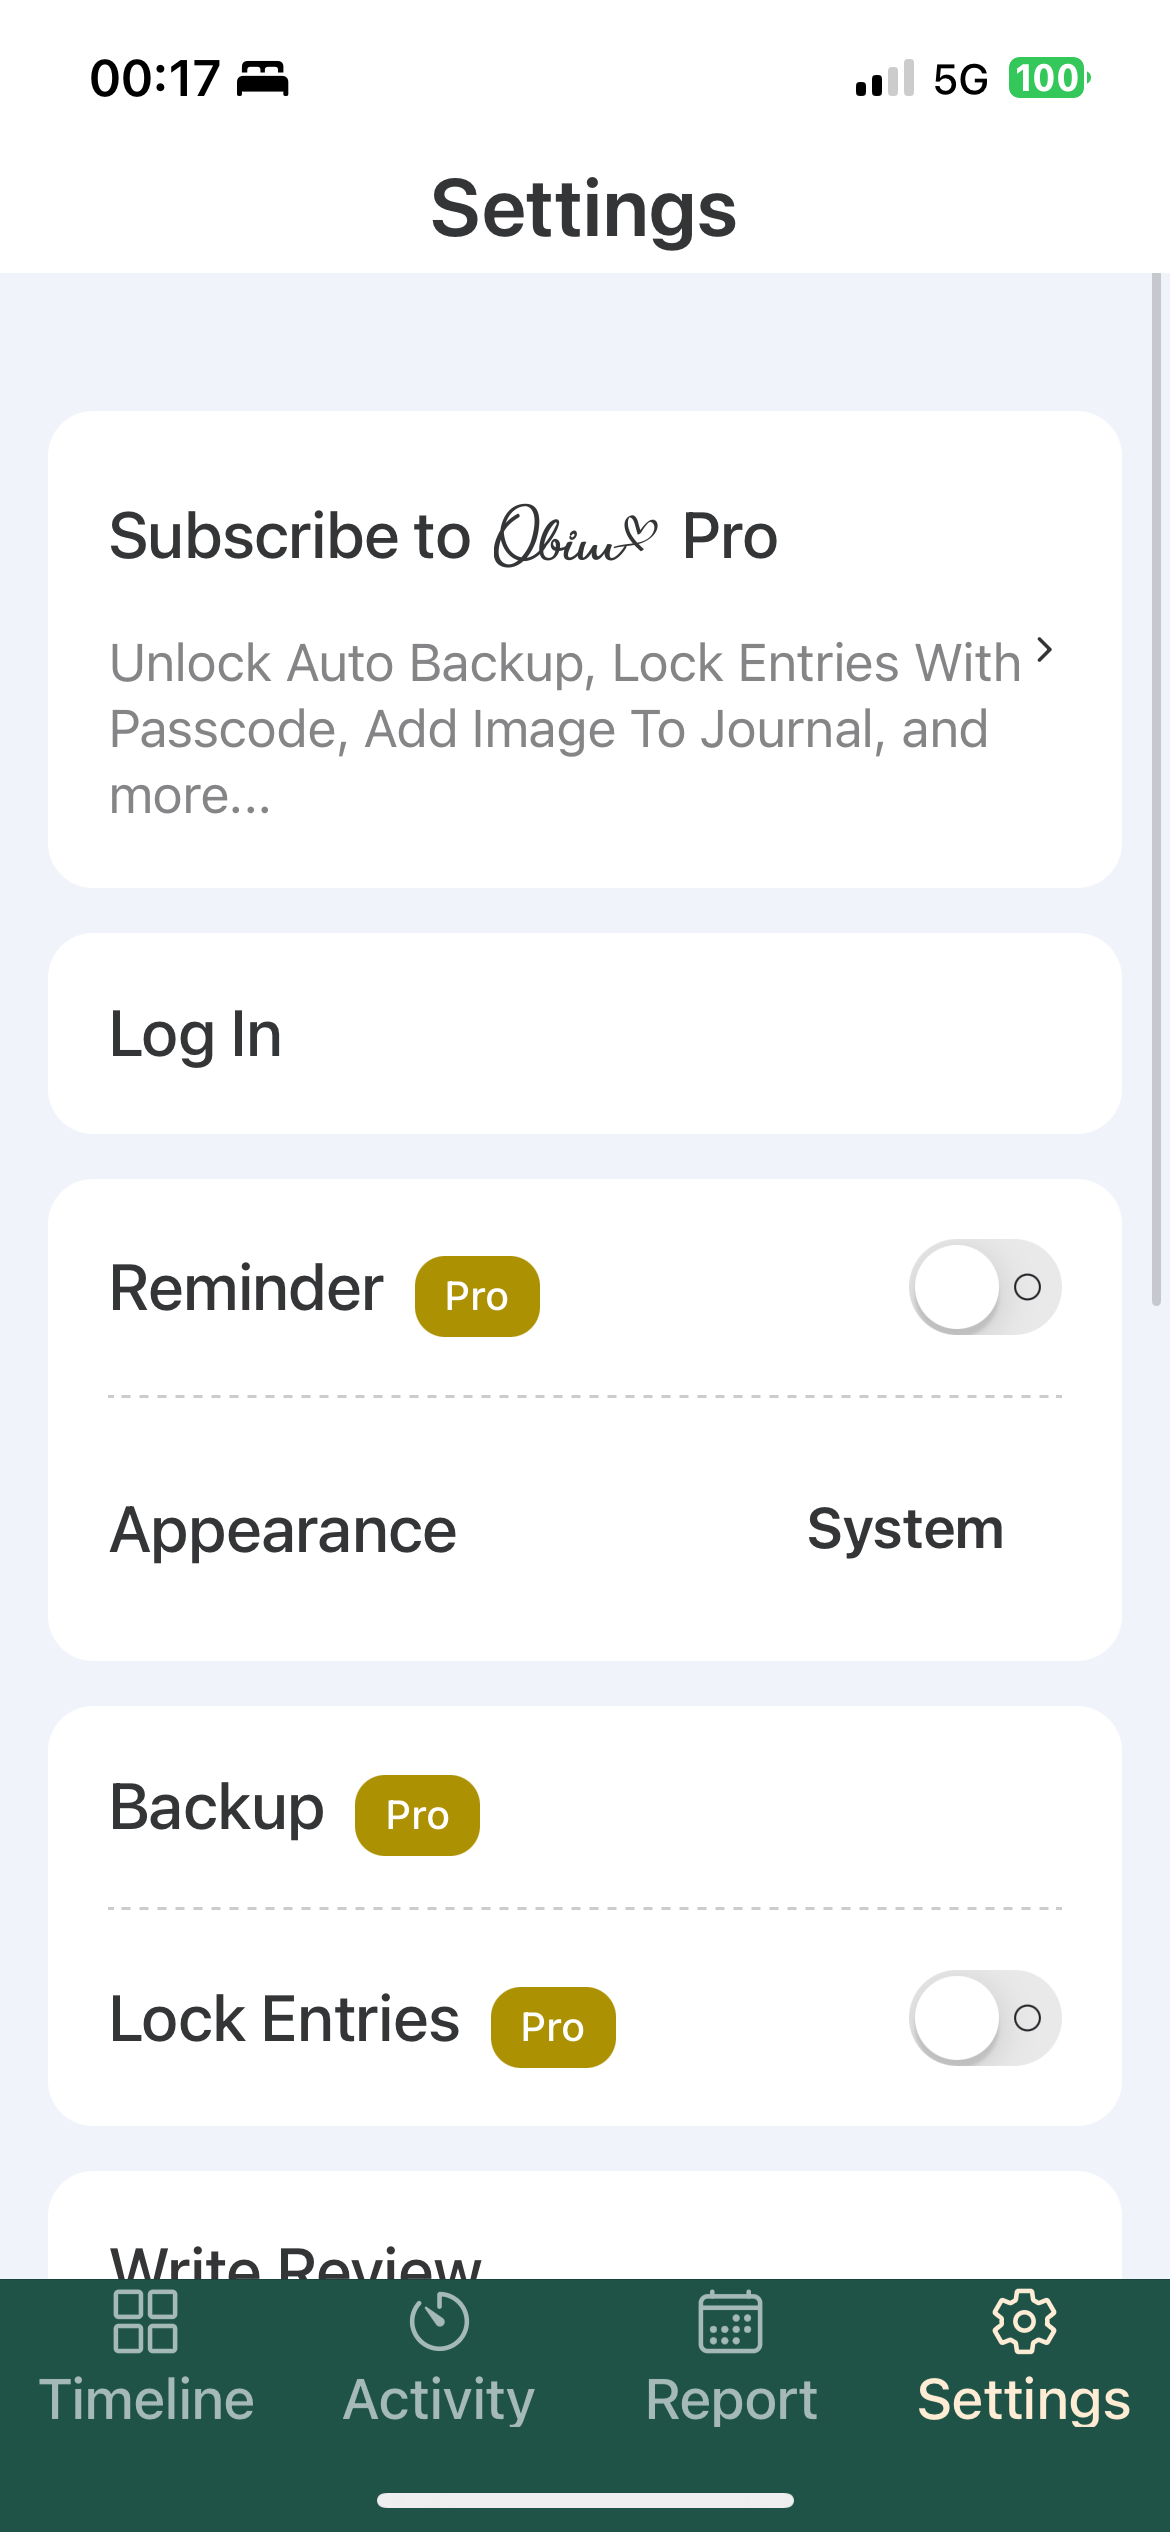 00:17 5G 100
Settings
Subscribe to Obim Pro
Unlock Auto Backup, Lock Entries With
Passcode, Add Image To Journal, and
more...
Log In
Reminder Pro
Appearance System
Backup Pro
Lock Entries Pro
Write Review
Timeline Activity Report Settings